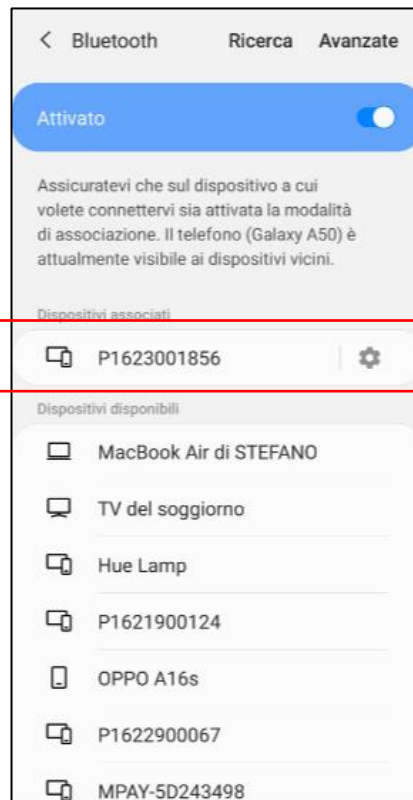 Bluetooth Ricerca Avanzate
Attivato
Assicuratevi che sul dispositivo a cui
volete connettervi sia attivata la modalità
di associazione. Il telefono (Galaxy A50) è
attualmente visibile ai dispositivi vicini.
Dispositivi associati
P1623001856
Dispositivi disponibili
MacBook Air di STEFANO
TV del soggiorno
Hue Lamp
P1621900124
OPPO A16s
P1622900067
MPAY-5D243498